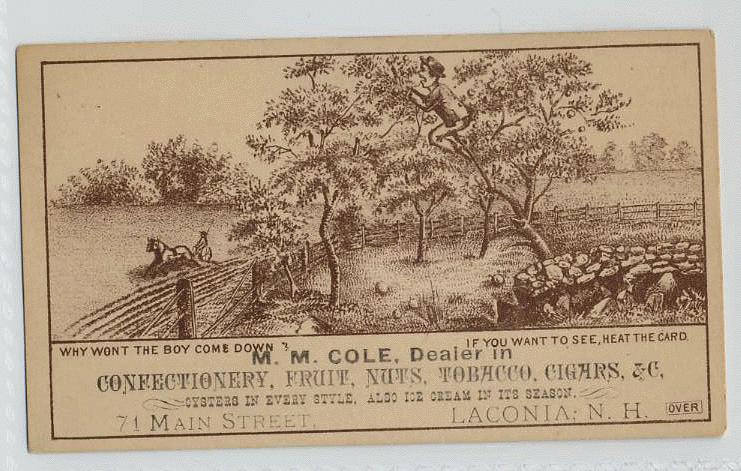 WHY WONT THE BOY COME DOWN ? IF YOU WANT TO SEE, HEAT THE CARD.
M. M. COLE, Dealer in
CONFECTIONERY, FRUIT, NUTS, TOBACCO, CIGARS, &C,
OYSTERS IN EVERY STYLE, ALSO ICE CREAM IN ITS SEASON.
71 MAIN STREET, LACONIA, N. H. OVER